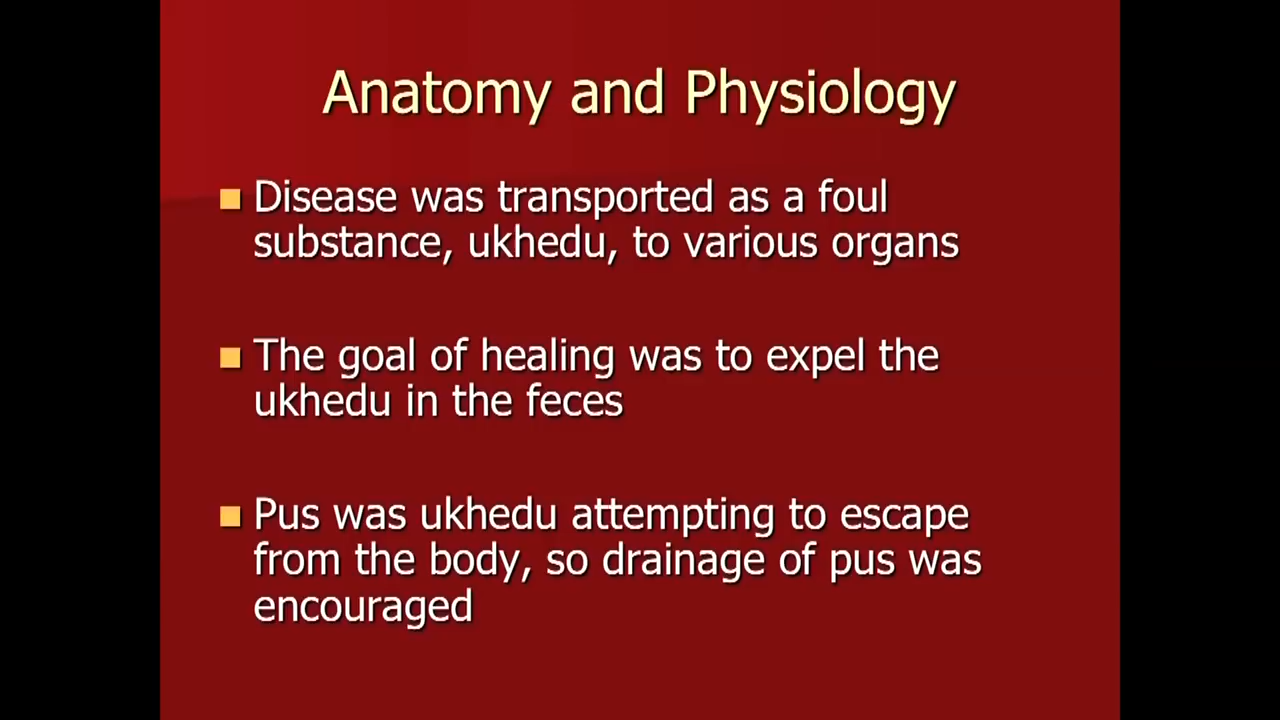 Anatomy and Physiology
Disease was transported as a foul
substance, ukhedu, to various organs
The goal of healing was to expel the
ukhedu in the feces
Pus was ukhedu attempting to escape
from the body, so drainage of pus was
encouraged